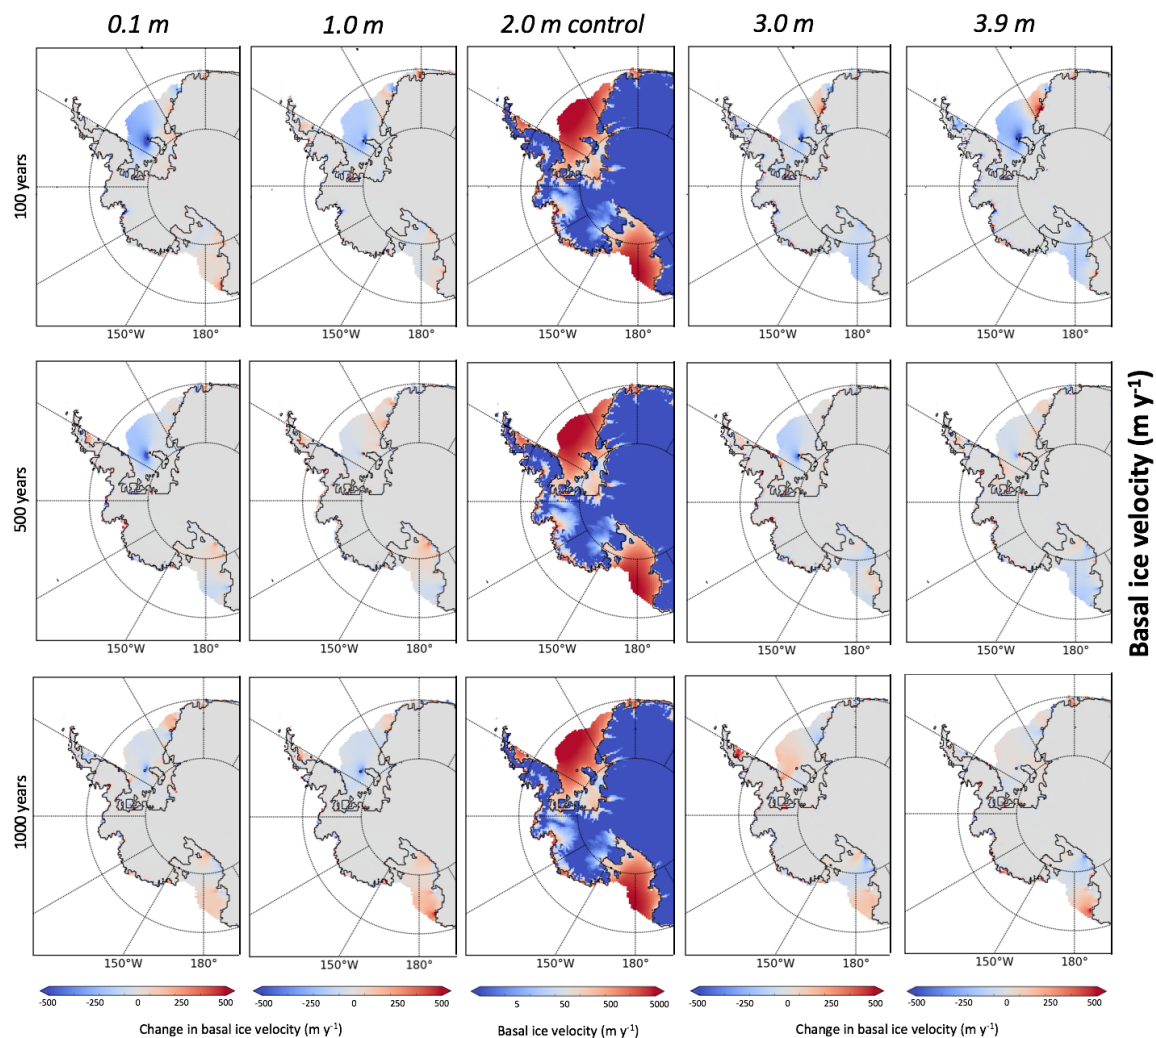 0.1 m 1.0 m 2.0 m control 3.0 m 3.9 m
100 years
150°W 180° 150°W 180° 150°W 180° 150°W 180° 150°W 180°
500 years
150°W 180° 150°W 180° 150°W 180° 150°W 180° 150°W 180°
Basal ice velocity (m y-1)
1000 years
150°W 180° 150°W 180° 150°W 180° 150°W 180° 150°W 180°
-500 -250 0 250 500 -500 -250 0 250 500 5 50 500 5000 -500 -250 0 250 500 -500 -250 0 250 500
Change in basal ice velocity (m y-1) Basal ice velocity (m y-1) Change in basal ice velocity (m y-1)